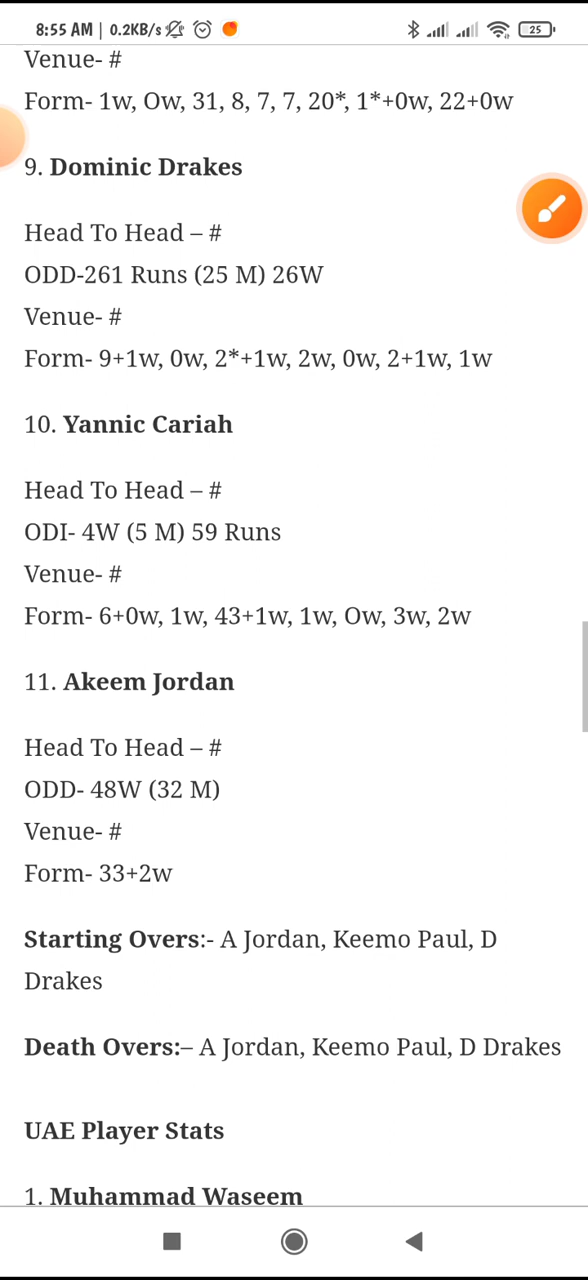 8:55 AM | 0.2KB/s
25
Venue- #
Form- 1w, Ow, 31, 8, 7, 7, 20*, 1*+0w, 22+0w
9. Dominic Drakes
Head To Head – #
ODD-261 Runs (25 M) 26W
Venue- #
Form- 9+1w, 0w, 2*+1w, 2w, 0w, 2+1w, 1w
10. Yannic Cariah
Head To Head – #
ODI- 4W (5 M) 59 Runs
Venue- #
Form- 6+0w, 1w, 43+1w, 1w, Ow, 3w, 2w
11. Akeem Jordan
Head To Head – #
ODD- 48W (32 M)
Venue- #
Form- 33+2w
Starting Overs:- A Jordan, Keemo Paul, D
Drakes
Death Overs:– A Jordan, Keemo Paul, D Drakes
UAE Player Stats
1. Muhammad Waseem